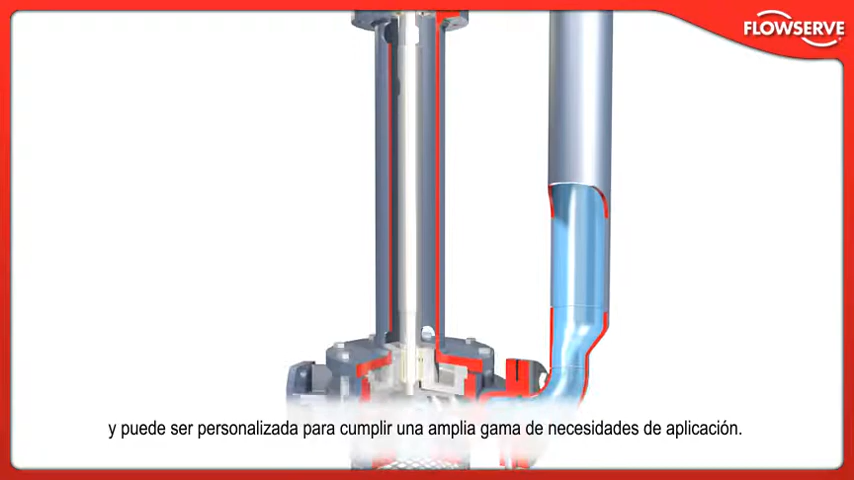 FLOWSERVE
y puede ser personalizada para cumplir una amplia gama de necesidades de aplicación.